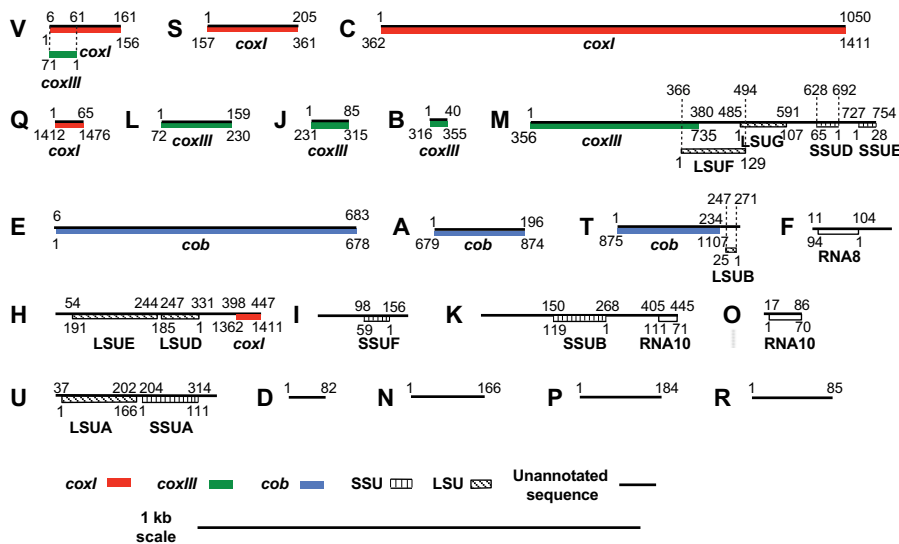 V 6 61 161 S 1 205 C 1 1050
1 coxI 156 157 coxI 361 362 coxI 1411
71 1
coxIII
Q 1 65 L 1 159 J 1 85 B 1 40 M 1 366 380 485 494 591 628 692 727 754
1412 1476 72 coxIII 230 231 315 316 355 356 coxIII 735 1 107 65 1 1 28
coxI coxIII coxIII LSUG SSUD SSUE
1 LSUF 129
E 6 683 A 1 196 T 1 234 247 271 F 11 104
1 cob 678 679 cob 874 875 cob 1107 25 1 94 1
LSUB RNA8
H 54 244 247 331 398 447 I 98 156 K 150 268 405 445 O 17 86
191 185 1 1362 1411 59 1 119 1 111 71 1 70
LSUE LSUD coxI SSUF SSUB RNA10 RNA10
U 37 202 204 314 D 1 82 N 1 166 P 1 184 R 1 85
1 166 1 111
LSUA SSUA
coxI coxIII cob SSU LSU Unannotated
sequence
1 kb
scale